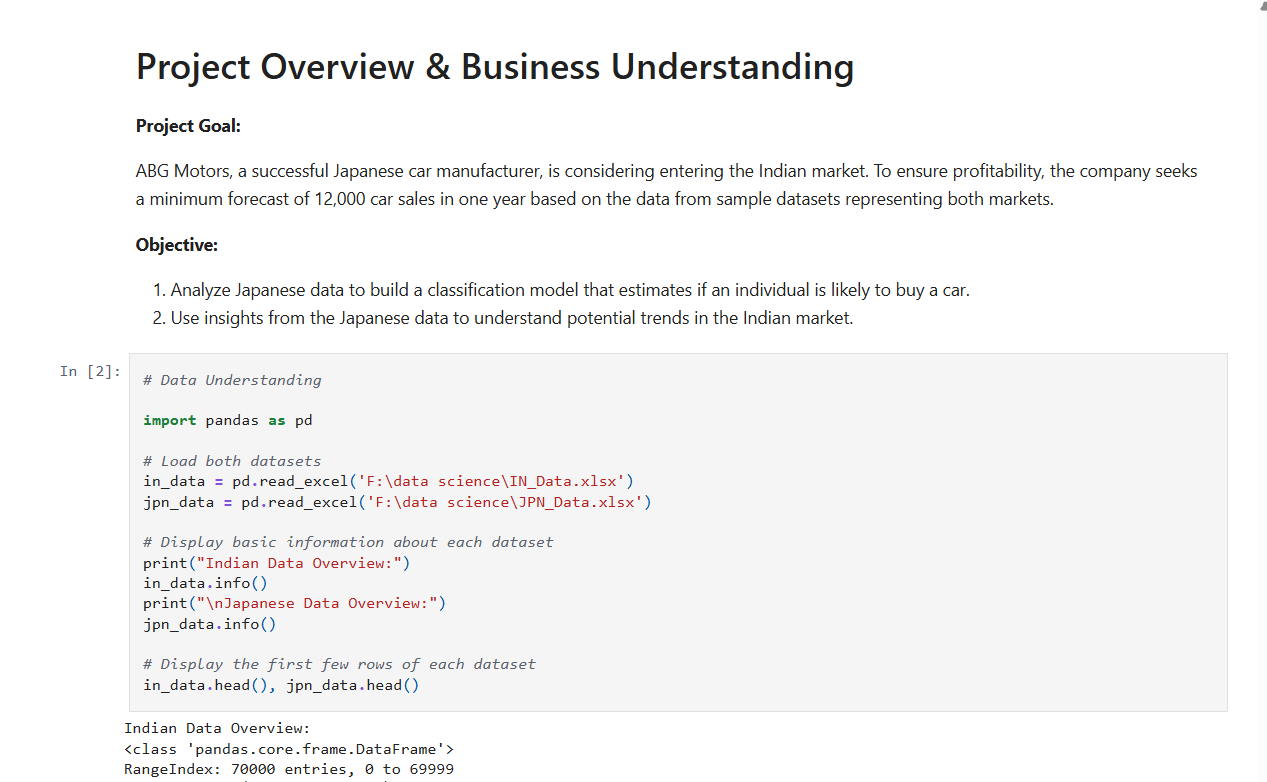 Project Overview & Business Understanding
Project Goal:
ABG Motors, a successful Japanese car manufacturer, is considering entering the Indian market. To ensure profitability, the company seeks
a minimum forecast of 12,000 car sales in one year based on the data from sample datasets representing both markets.
Objective:
1. Analyze Japanese data to build a classification model that estimates if an individual is likely to buy a car.
2. Use insights from the Japanese data to understand potential trends in the Indian market.
In [2]:
# Data Understanding
import pandas as pd
# Load both datasets
in_data = pd.read_excel('F:\data science\IN_Data.xlsx')
jpn_data = pd.read_excel('F:\data science\JPN_Data.xlsx')
# Display basic information about each dataset
print("Indian Data Overview:")
in_data.info()
print("\nJapanese Data Overview:")
jpn_data.info()
# Display the first few rows of each dataset
in_data.head(), jpn_data.head()
Indian Data Overview:
<class 'pandas.core.frame.DataFrame'>
RangeIndex: 70000 entries, 0 to 69999